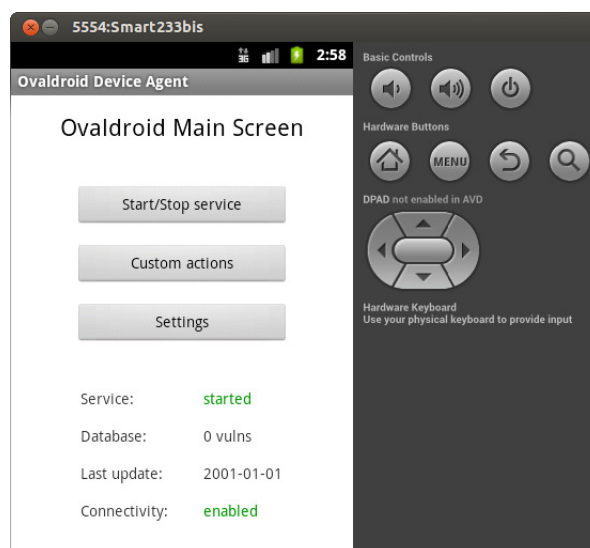 5554:Smart233bis
3G 2:58
Ovaldroid Device Agent
Ovaldroid Main Screen
Start/Stop service
Custom actions
Settings
Service: started
Database: 0 vulns
Last update: 2001-01-01
Connectivity: enabled
Basic Controls
Hardware Buttons
MENU
DPAD not enabled in AVD
Hardware Keyboard
Use your physical keyboard to provide input